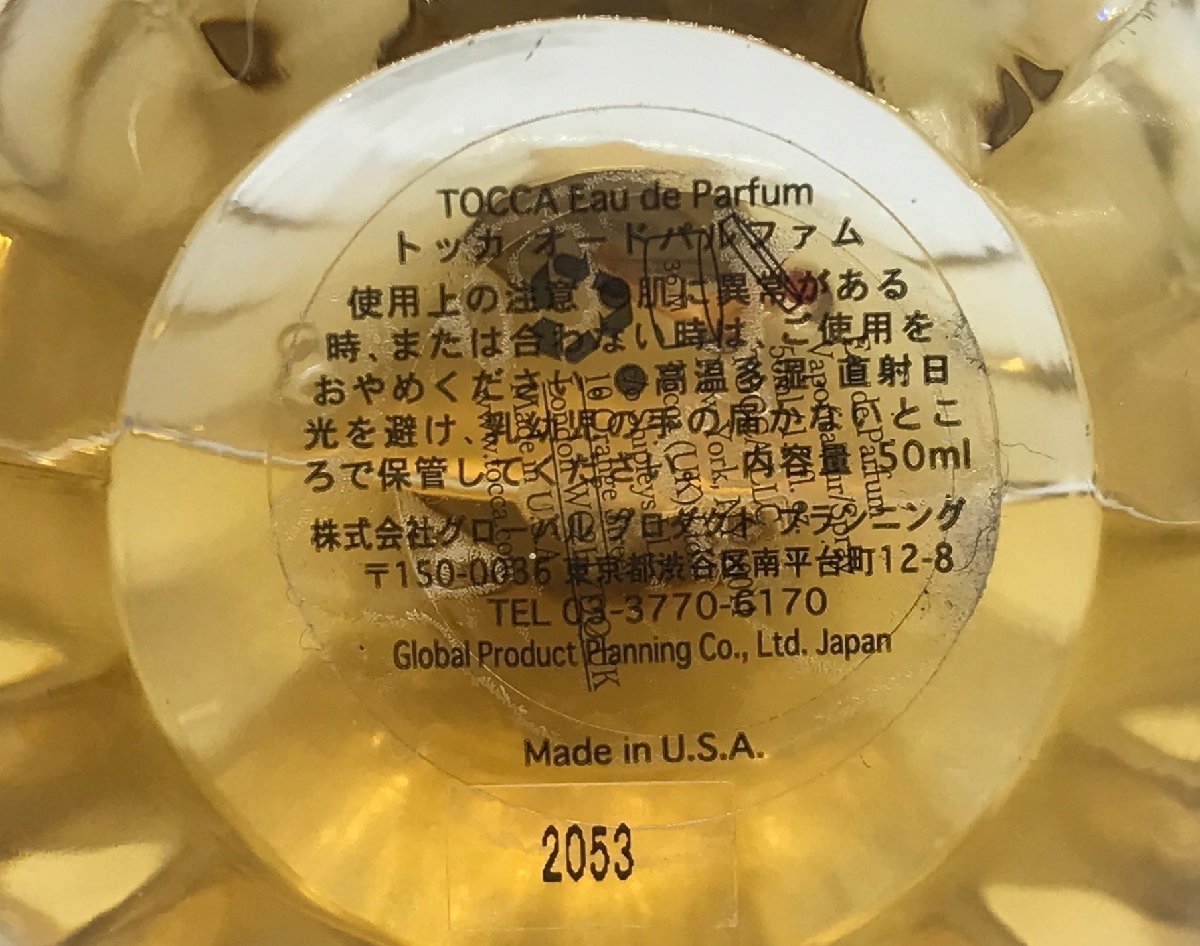 TOCCA Eau de Parfum
トッカ オードパルファム
使用上の注意 ●肌に異常がある
時、または合わない時は、ご使用を
おやめください ●高温多湿、直射日
光を避け、乳幼児の手の届かないとこ
ろで保管してください 内容量 50ml
株式会社グローバル プロダクト プランニング
〒150-0036 東京都渋谷区南平台町12-8
TEL 03-3770-6170
Global Product Planning Co., Ltd. Japan
Made in U.S.A.
2053
Eau de Parfum